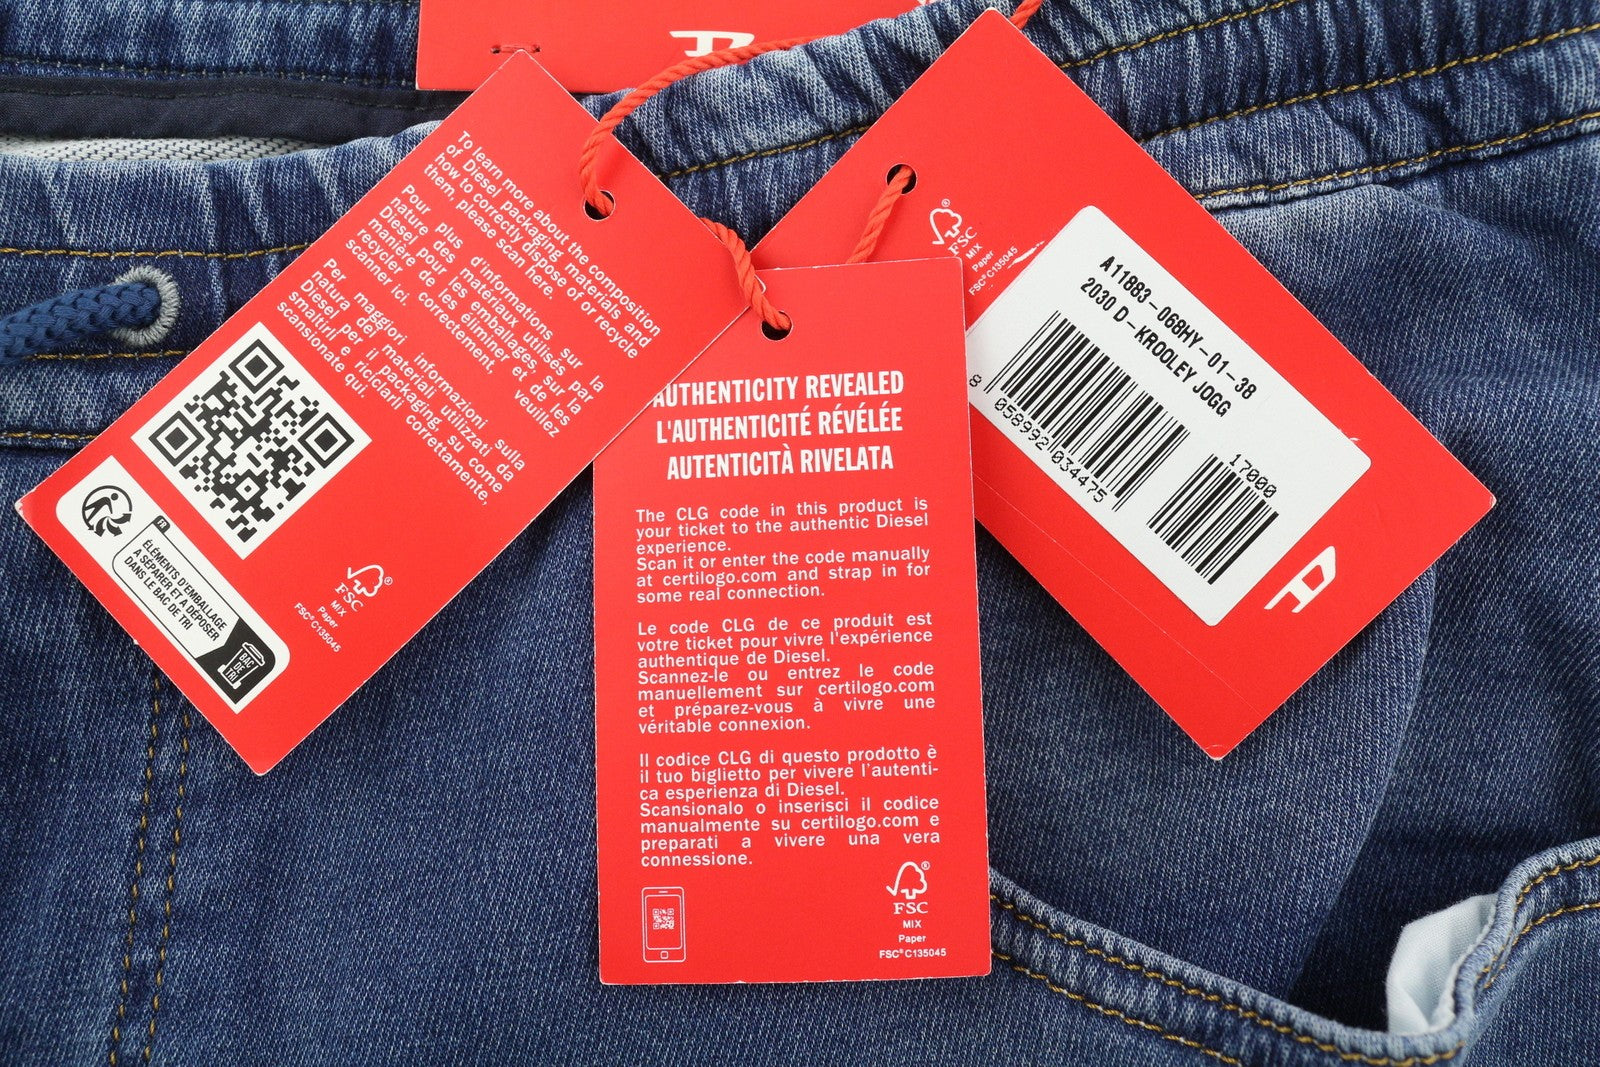 To learn more about the composition
of Diesel packaging materials and
how to correctly dispose of or recycle
them, please scan here.
Pour plus d'informations sur la
nature des matériaux utilisés par
Diesel pour les emballages, sur la
manière de les éliminer et de les
recycler correctement, veuillez
scanner ici.
Per maggiori informazioni sulla
natura dei materiali utilizzati da
Diesel per il packaging, su come
smaltirli e riciclarli correttamente,
scansionate qui.
FR
ÉLÉMENTS D'EMBALLAGE
A SÉPARER ET A DÉPOSER
DANS LE BAC DE TRI
BAC
DE
TRI
FSC
MIX
Paper
FSC® C135045
AUTHENTICITY REVEALED
L'AUTHENTICITÉ RÉVÉLÉE
AUTENTICITÀ RIVELATA
The CLG code in this product is
your ticket to the authentic Diesel
experience.
Scan it or enter the code manually
at certilogo.com and strap in for
some real connection.
Le code CLG de ce produit est
votre ticket pour vivre l'expérience
authentique de Diesel.
Scannez-le ou entrez le code
manuellement sur certilogo.com
et préparez-vous à vivre une
véritable connexion.
Il codice CLG di questo prodotto è
il tuo biglietto per vivere l'autenti-
ca esperienza di Diesel.
Scansionalo o inserisci il codice
manualmente su certilogo.com e
preparati a vivere una vera
connessione.
FSC
MIX
Paper
FSC® C135045
FSC
MIX
Paper
FSC® C135045
A11883-068HY-01-38
2030 D-KROOLEY JOGG
8 058992 034475
17000
D